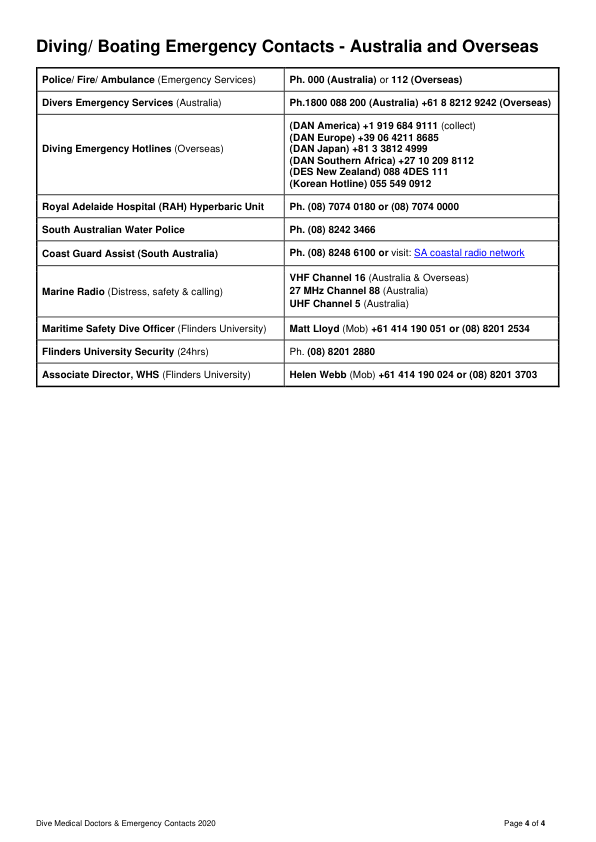 Diving/ Boating Emergency Contacts - Australia and Overseas
Police/ Fire/ Ambulance (Emergency Services)
Ph. 000 (Australia) or 112 (Overseas)
Divers Emergency Services (Australia)
Ph.1800 088 200 (Australia) +61 8 8212 9242 (Overseas)
Diving Emergency Hotlines (Overseas)
(DAN America) +1 919 684 9111 (collect)
(DAN Europe) +39 06 4211 8685
(DAN Japan) +81 3 3812 4999
(DAN Southern Africa) +27 10 209 8112
(DES New Zealand) 088 4DES 111
(Korean Hotline) 055 549 0912
Royal Adelaide Hospital (RAH) Hyperbaric Unit
Ph. (08) 7074 0180 or (08) 7074 0000
South Australian Water Police
Ph. (08) 8242 3466
Coast Guard Assist (South Australia)
Ph. (08) 8248 6100 or visit: SA coastal radio network
Marine Radio (Distress, safety & calling)
VHF Channel 16 (Australia & Overseas)
27 MHz Channel 88 (Australia)
UHF Channel 5 (Australia)
Maritime Safety Dive Officer (Flinders University)
Matt Lloyd (Mob) +61 414 190 051 or (08) 8201 2534
Flinders University Security (24hrs)
Ph. (08) 8201 2880
Associate Director, WHS (Flinders University)
Helen Webb (Mob) +61 414 190 024 or (08) 8201 3703
Dive Medical Doctors & Emergency Contacts 2020
Page 4 of 4